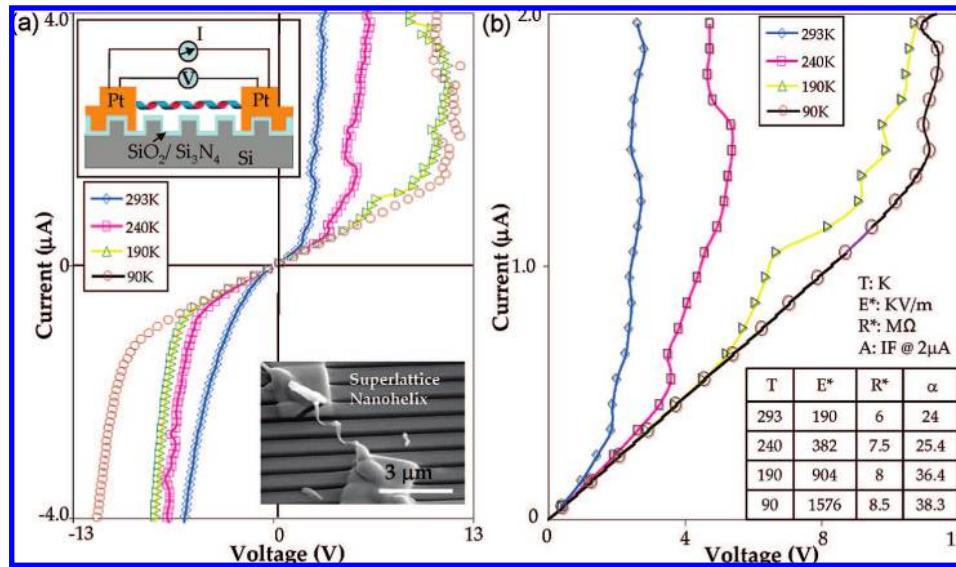 (a)
4.0
I
V
Pt
Pt
SiO2/ Si3N4
Si
293K
240K
190K
90K
Current (μA)
0
-4.0
-13
0
13
Voltage (V)
Superlattice
Nanohelix
3 μm
(b)
2.0
293K
240K
190K
90K
Current (μA)
1.0
0
0
4
8
Voltage (V)
T: K
E*: KV/m
R*: MΩ
A: IF @ 2μA
T E* R* α
293 190 6 24
240 382 7.5 25.4
190 904 8 36.4
90 1576 8.5 38.3